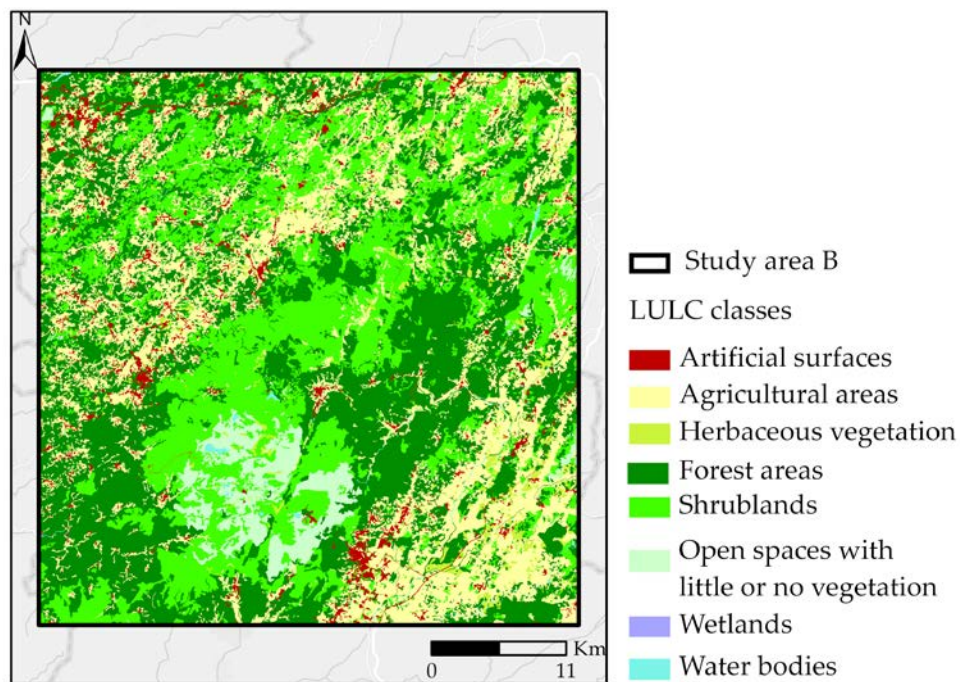 N
Study area B
LULC classes
Artificial surfaces
Agricultural areas
Herbaceous vegetation
Forest areas
Shrublands
Open spaces with
little or no vegetation
Wetlands
Water bodies
Km
0 11